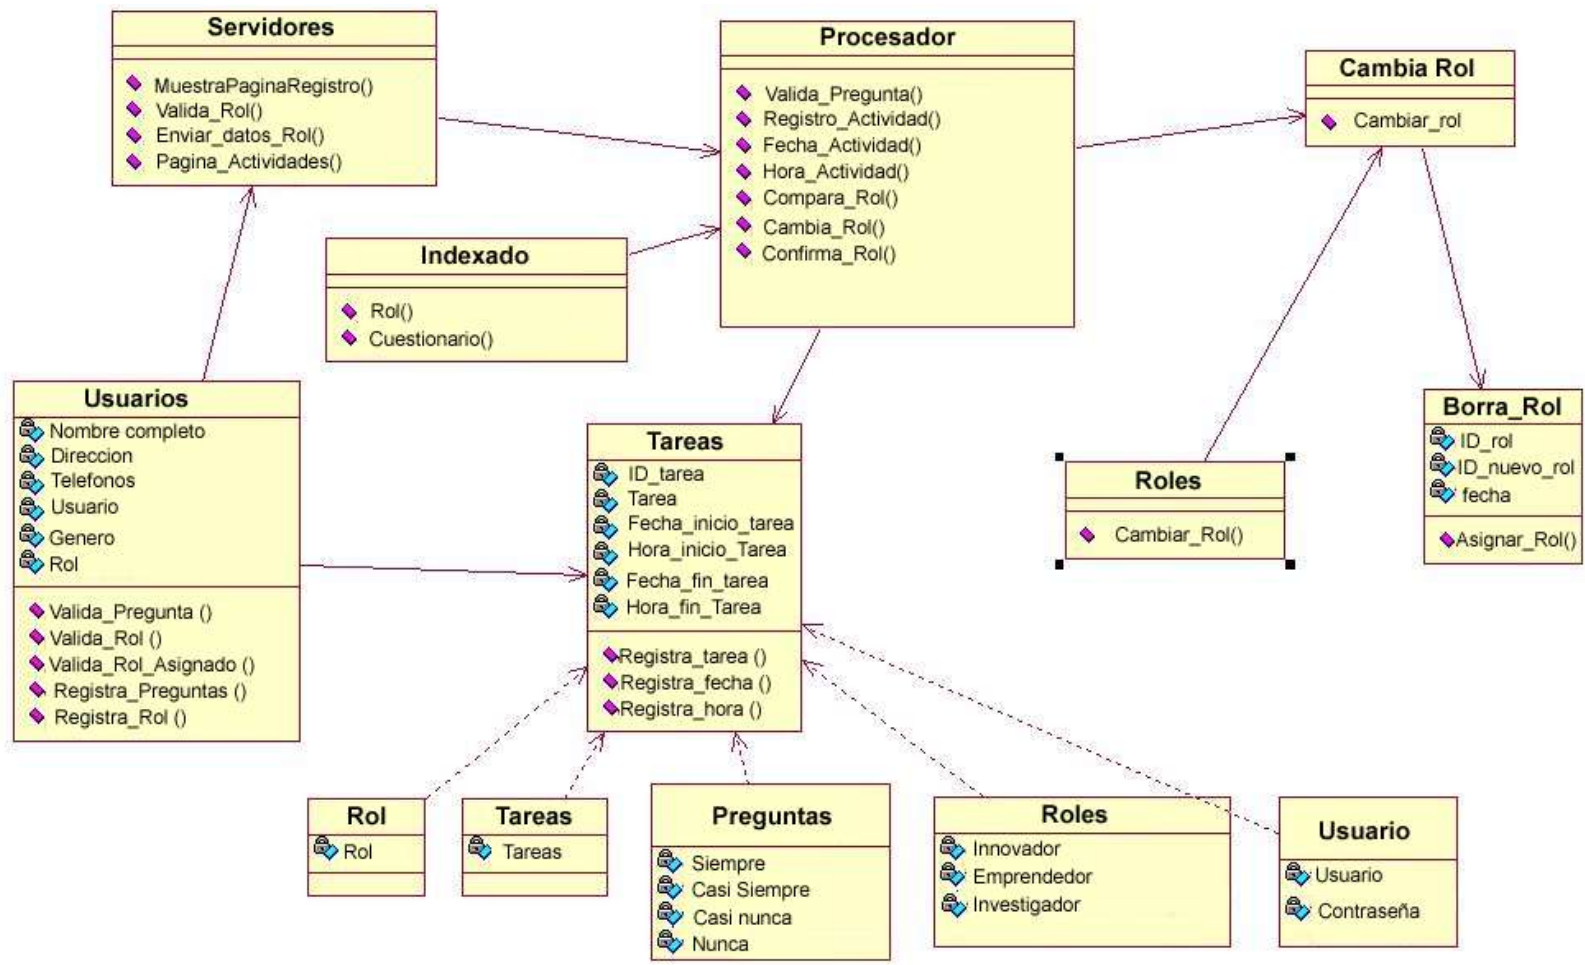 Servidores
MuestraPaginaRegistro()
Valida_Rol()
Enviar_datos_Rol()
Pagina_Actividades()
Procesador
Valida_Pregunta()
Registro_Actividad()
Fecha_Actividad()
Hora_Actividad()
Compara_Rol()
Cambia_Rol()
Confirma_Rol()
Cambia Rol
Cambiar_rol
Indexado
Rol()
Cuestionario()
Usuarios
Nombre completo
Direccion
Telefonos
Usuario
Genero
Rol
Valida_Pregunta ()
Valida_Rol ()
Valida_Rol_Asignado ()
Registra_Preguntas ()
Registra_Rol ()
Tareas
ID_tarea
Tarea
Fecha_inicio_tarea
Hora_inicio_Tarea
Fecha_fin_tarea
Hora_fin_Tarea
Registra_tarea ()
Registra_fecha ()
Registra_hora ()
Roles
Cambiar_Rol()
Borra_Rol
ID_rol
ID_nuevo_rol
fecha
Asignar_Rol()
Rol
Rol
Tareas
Tareas
Preguntas
Siempre
Casi Siempre
Casi nunca
Nunca
Roles
Innovador
Emprendedor
Investigador
Usuario
Usuario
Contraseña